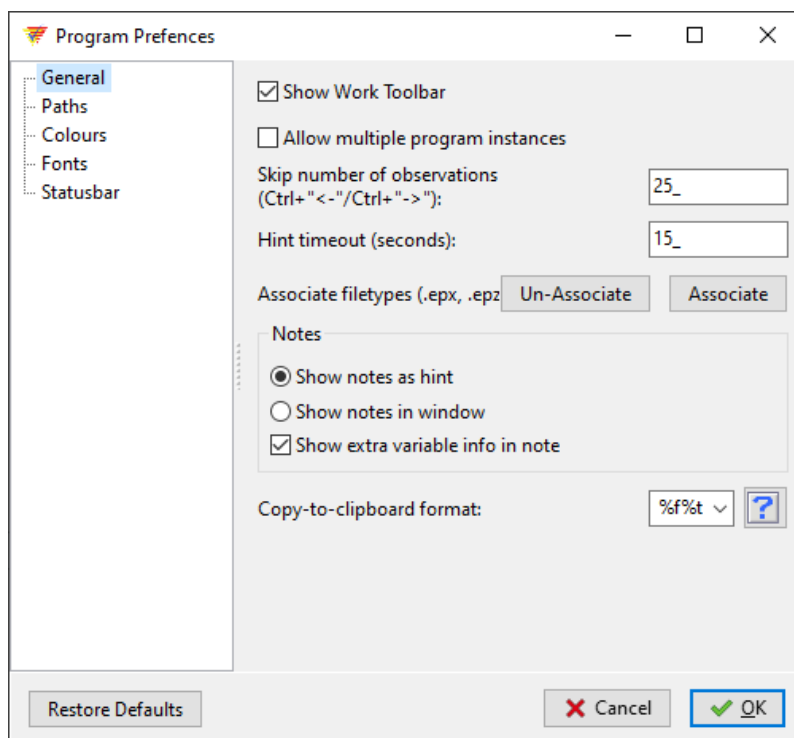 Program Prefences
General
Paths
Colours
Fonts
Statusbar
Show Work Toolbar
Allow multiple program instances
Skip number of observations
(Ctrl+"<-"/Ctrl+"->"):
25_
Hint timeout (seconds):
15_
Associate filetypes (.epx, .epz
Un-Associate
Associate
Notes
Show notes as hint
Show notes in window
Show extra variable info in note
Copy-to-clipboard format:
%f%t
?
Restore Defaults
Cancel
OK